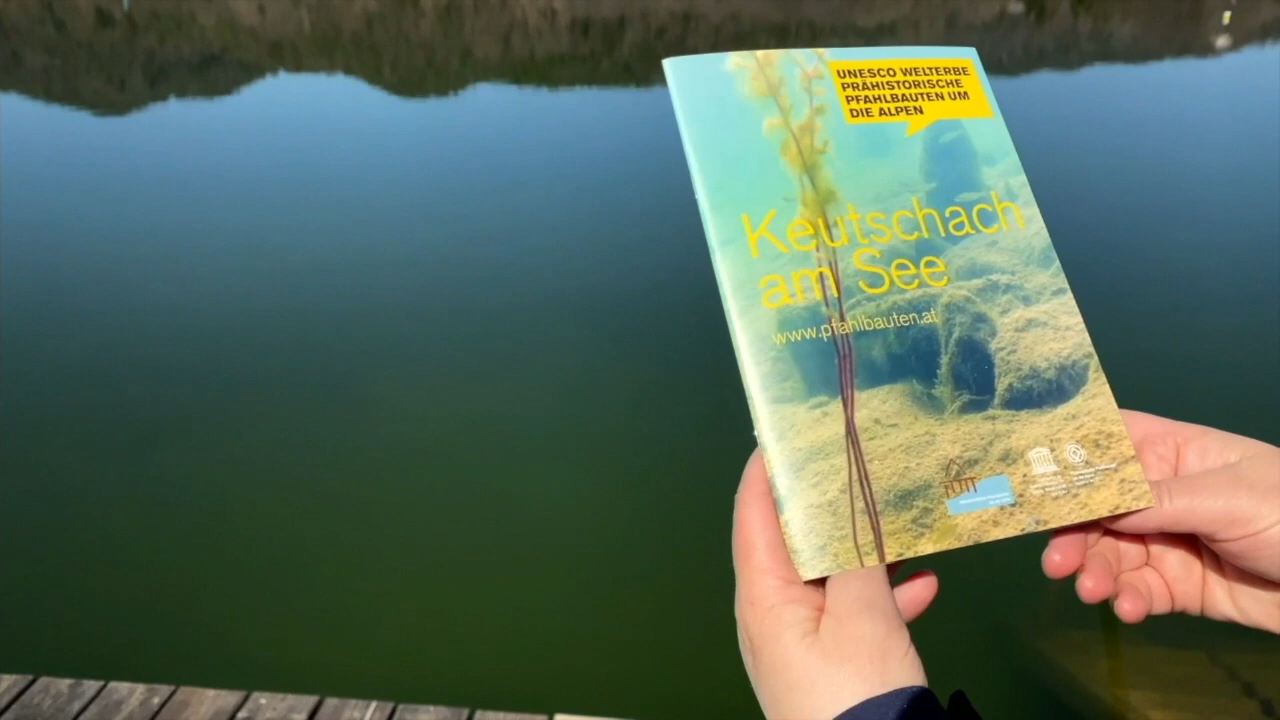 UNESCO WELTERBE
PRÄHISTORISCHE
PFAHLBAUTEN UM
DIE ALPEN
Keutschach
am See
www.pfahlbauten.at